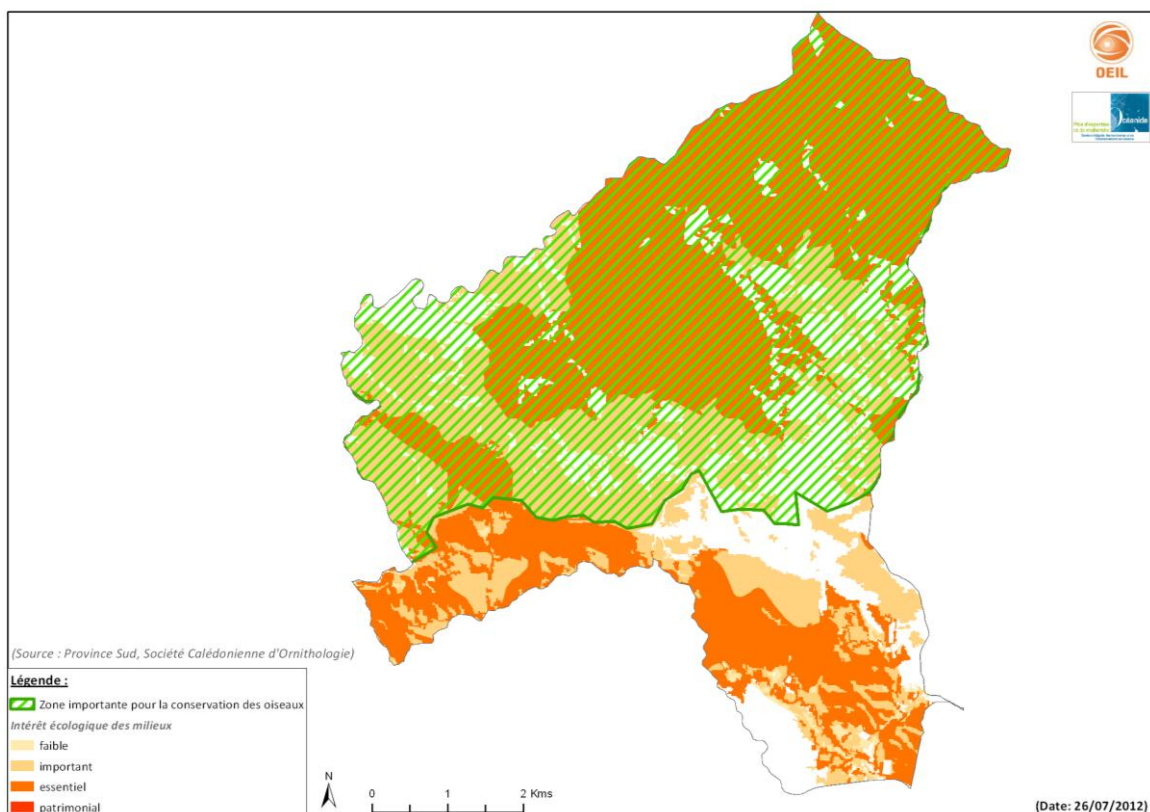 OEIL
Océanide
(Source : Province Sud, Société Calédonienne d'Ornithologie)
Légende :
Zone importante pour la conservation des oiseaux
Intérêt écologique des milieux
faible
important
essentiel
patrimonial
N
0 1 2 Kms
(Date: 26/07/2012)